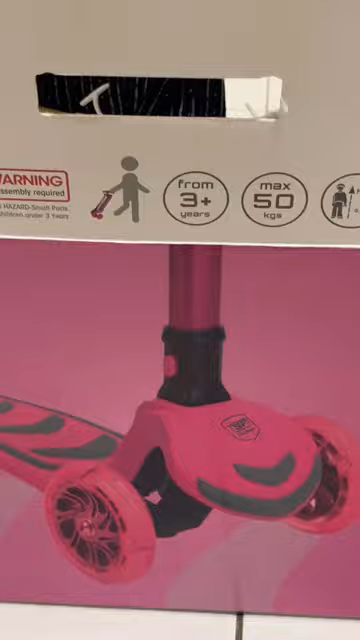 WARNING
assembly required
HAZARD-Small Parts
children under 3 Years
from
3+
years
max
50
kgs